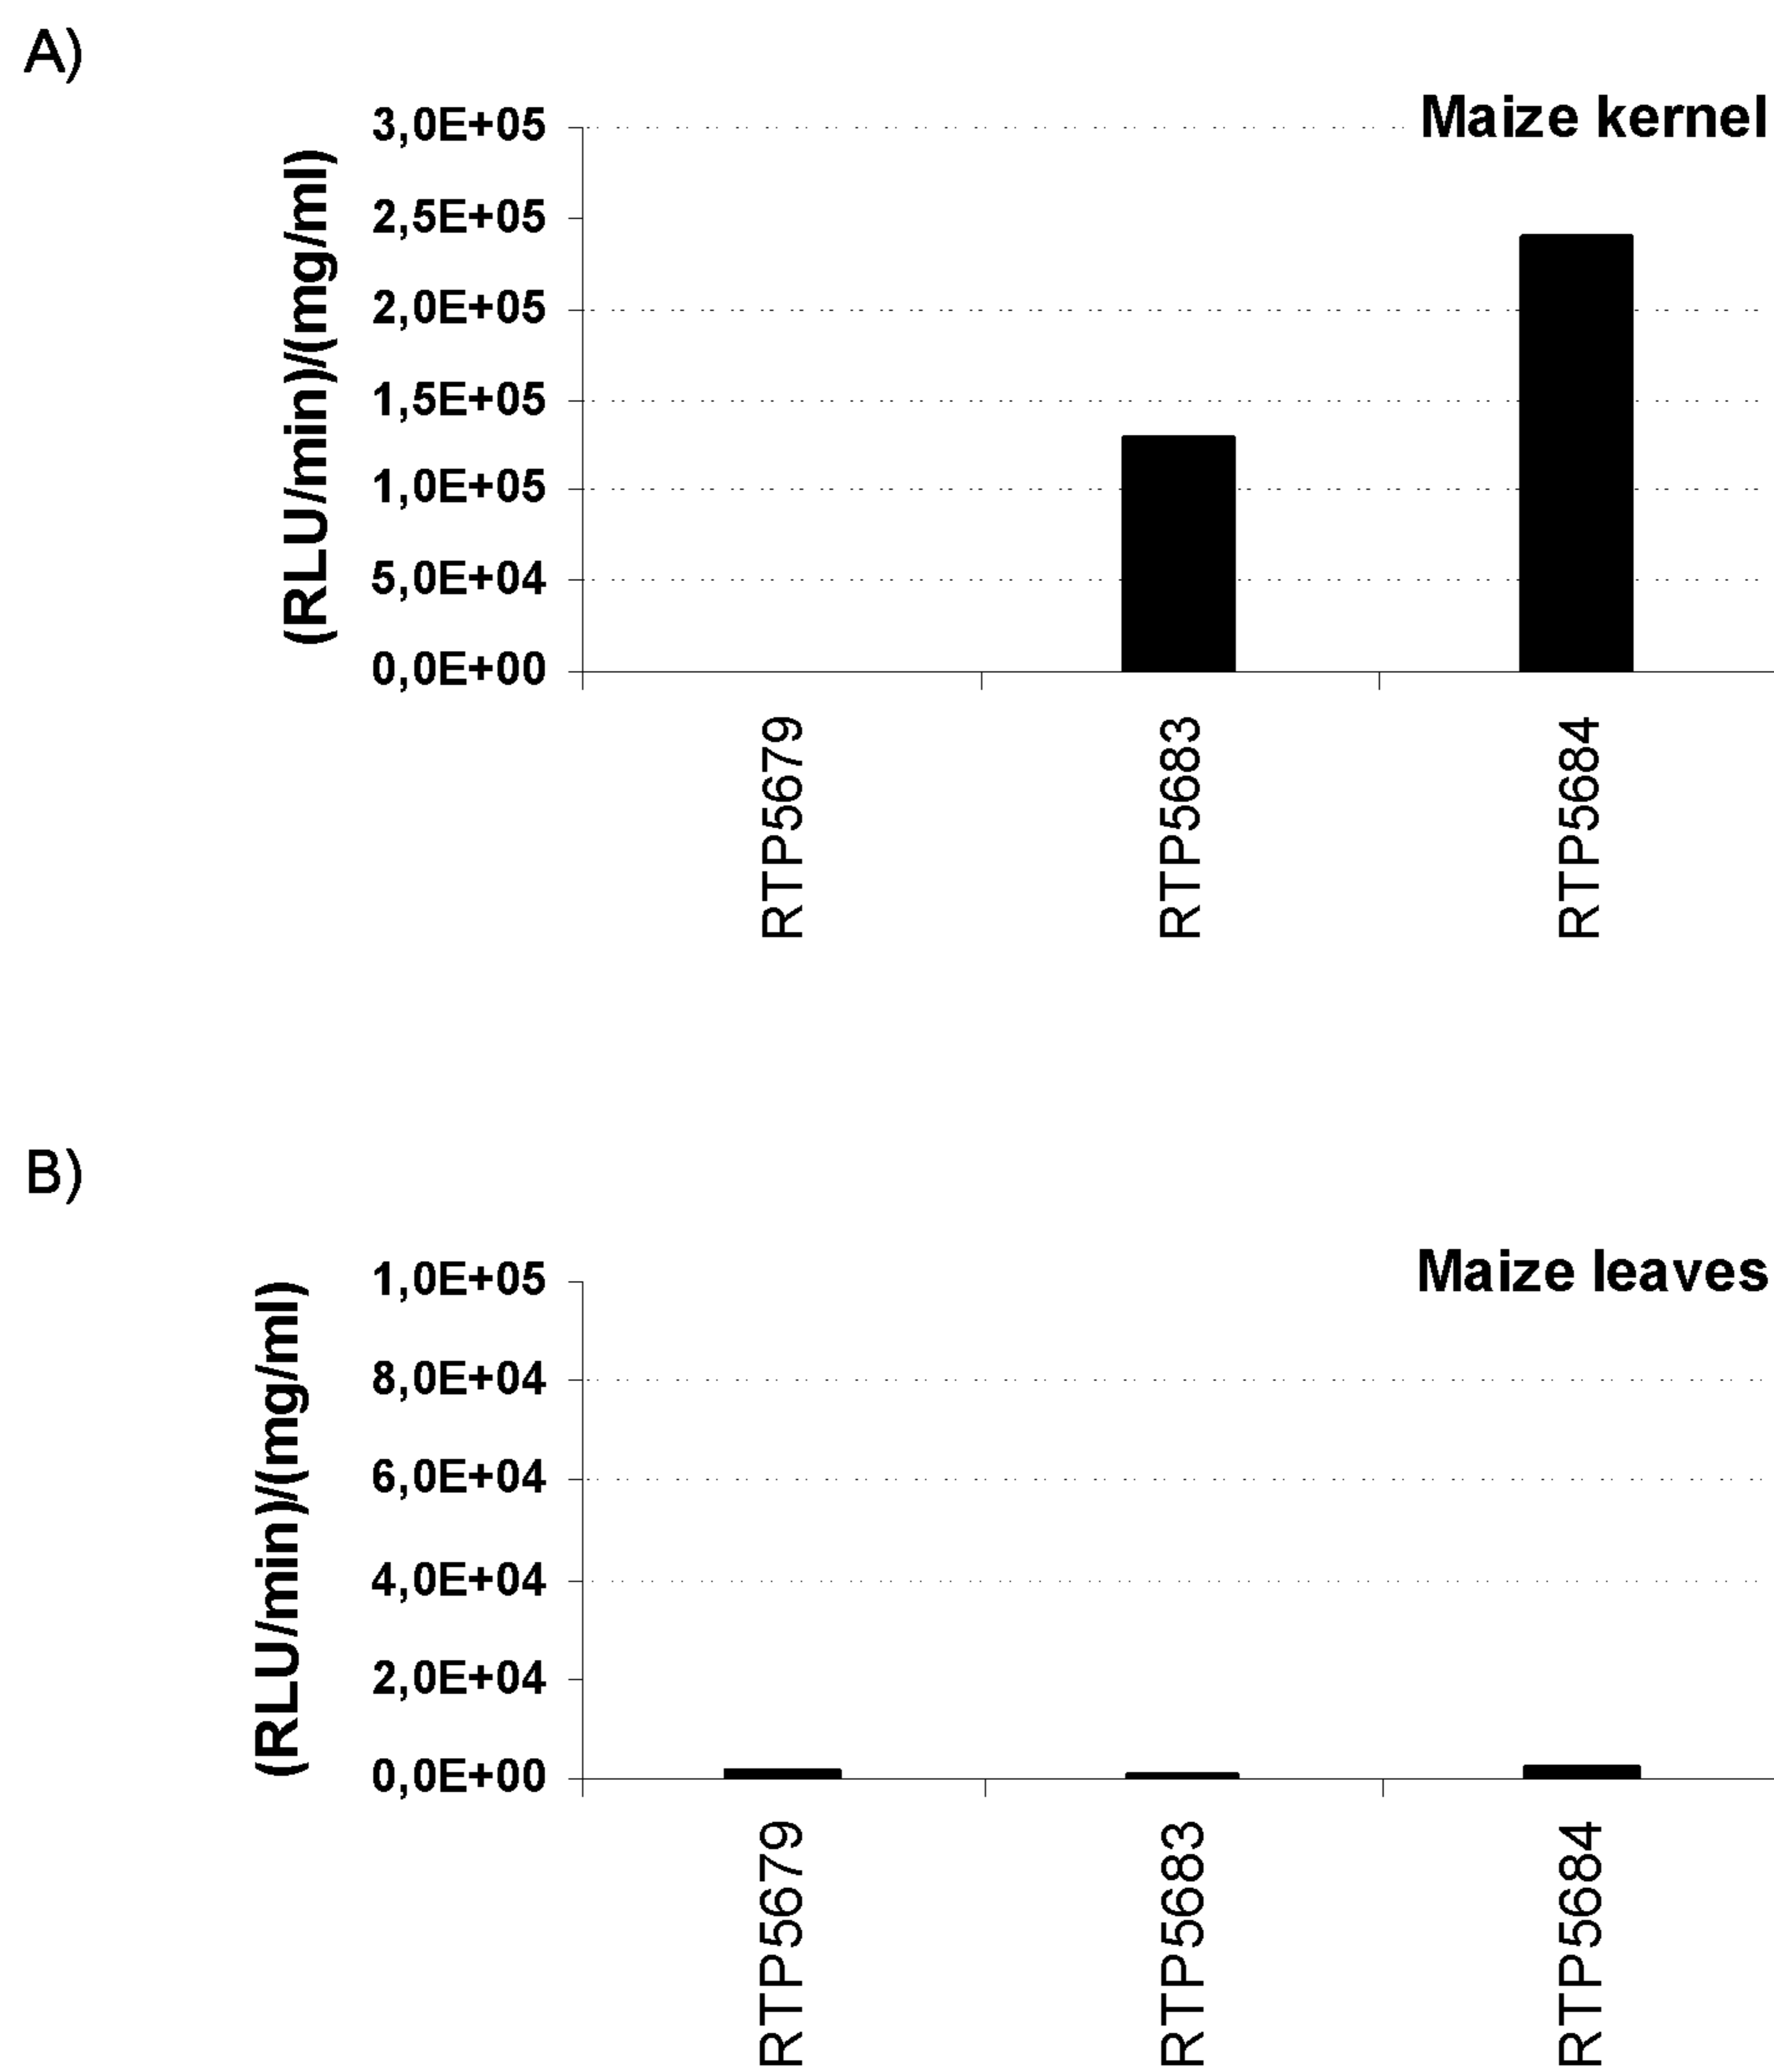 A)
Maize kernel
(RLU/min)/(mg/ml)
3,0E+05
2,5E+05
2,0E+05
1,5E+05
1,0E+05
5,0E+04
0,0E+00
RTP5679
RTP5683
RTP5684
B)
Maize leaves
(RLU/min)/(mg/ml)
1,0E+05
8,0E+04
6,0E+04
4,0E+04
2,0E+04
0,0E+00
RTP5679
RTP5683
RTP5684